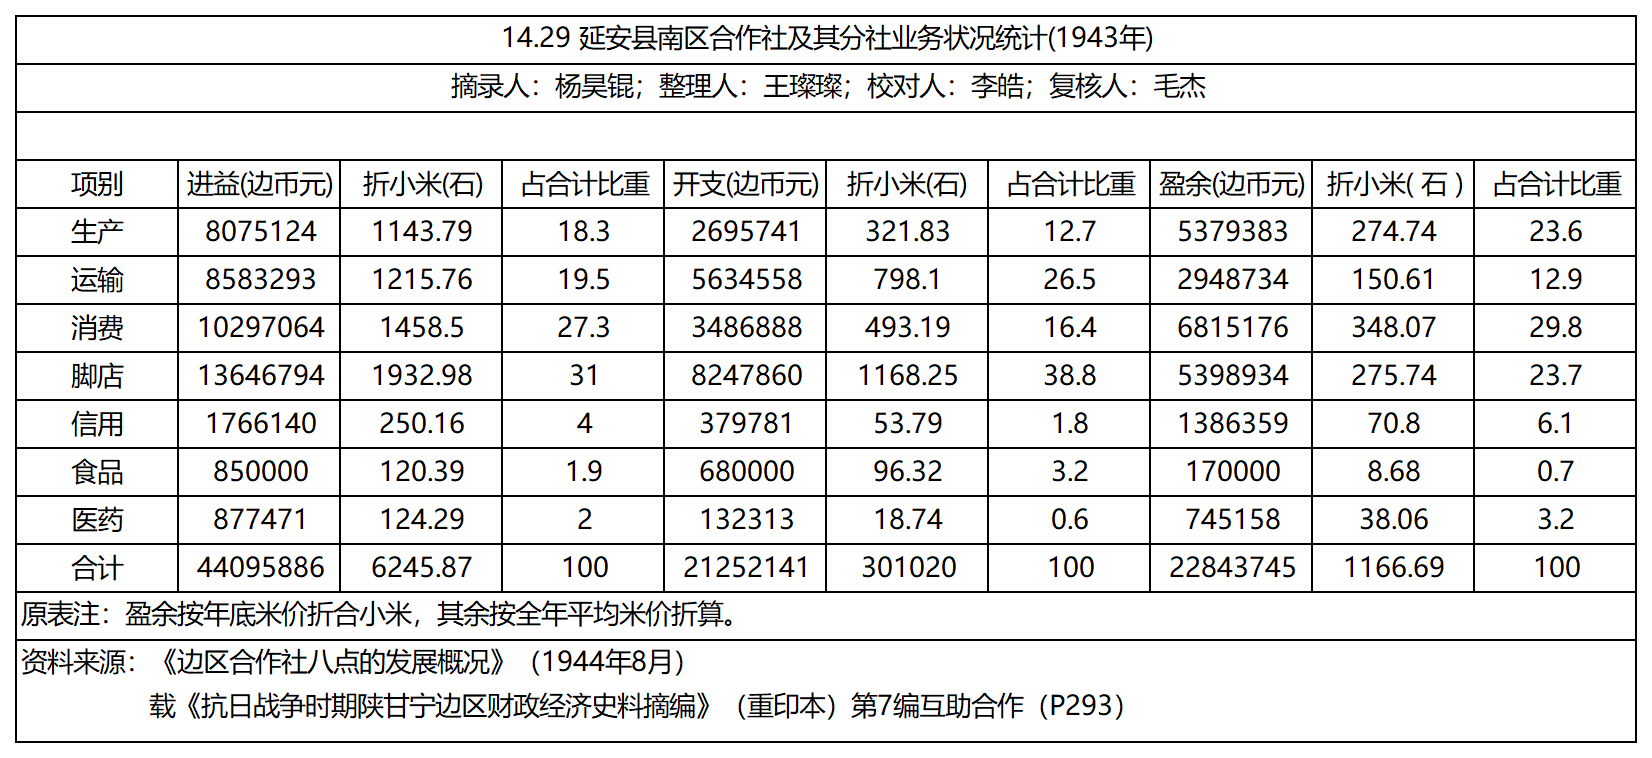 14.29 延安县南区合作社及其分社业务状况统计(1943年)
摘录人：杨昊锟；整理人：王璨璨；校对人：李皓；复核人：毛杰
项别 进益(边币元) 折小米(石) 占合计比重 开支(边币元) 折小米(石) 占合计比重 盈余(边币元) 折小米( 石 ) 占合计比重
生产 8075124 1143.79 18.3 2695741 321.83 12.7 5379383 274.74 23.6
运输 8583293 1215.76 19.5 5634558 798.1 26.5 2948734 150.61 12.9
消费 10297064 1458.5 27.3 3486888 493.19 16.4 6815176 348.07 29.8
脚店 13646794 1932.98 31 8247860 1168.25 38.8 5398934 275.74 23.7
信用 1766140 250.16 4 379781 53.79 1.8 1386359 70.8 6.1
食品 850000 120.39 1.9 680000 96.32 3.2 170000 8.68 0.7
医药 877471 124.29 2 132313 18.74 0.6 745158 38.06 3.2
合计 44095886 6245.87 100 21252141 301020 100 22843745 1166.69 100
原表注：盈余按年底米价折合小米，其余按全年平均米价折算。
资料来源：《边区合作社八点的发展概况》（1944年8月）
载《抗日战争时期陕甘宁边区财政经济史料摘编》（重印本）第7编互助合作（P293）